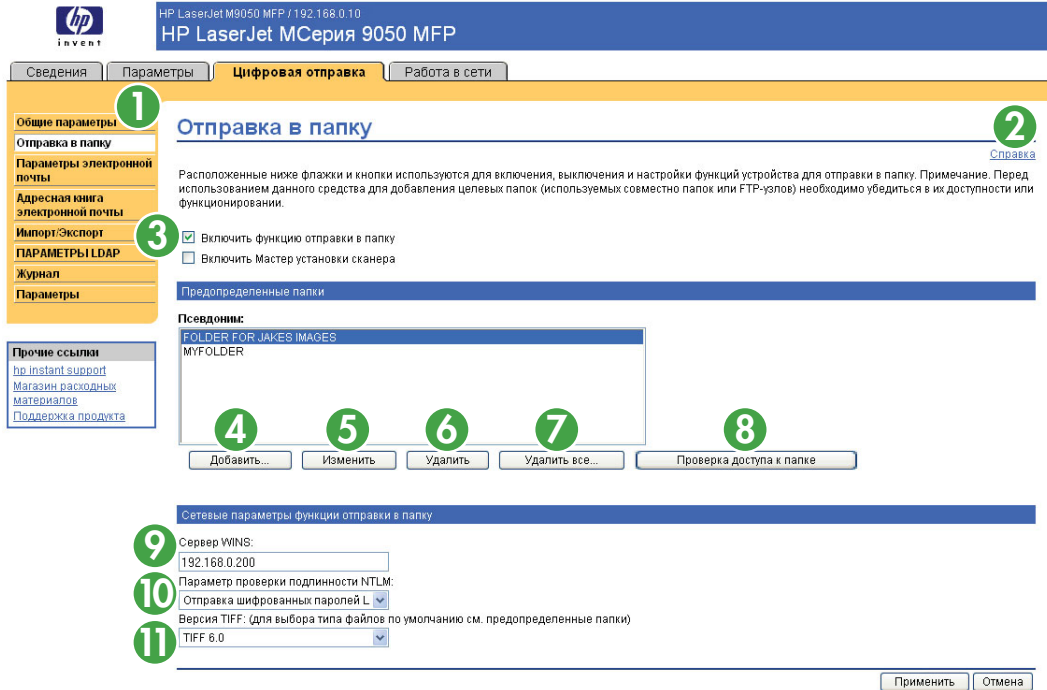 hp
invent
HP LaserJet M9050 MFP / 192.168.0.10
HP LaserJet MСерия 9050 MFP
Сведения
Параметры
Цифровая отправка
Работа в сети
1
Общие параметры
Отправка в папку
Параметры электронной
почты
Адресная книга
электронной почты
Импорт/Экспорт
ПАРАМЕТРЫ LDAP
Журнал
Параметры
Прочие ссылки
hp instant support
Магазин расходных
материалов
Поддержка продукта
Отправка в папку
2
Справка
Расположенные ниже флажки и кнопки используются для включения, выключения и настройки функций устройства для отправки в папку. Примечание. Перед
использованием данного средства для добавления целевых папок (используемых совместно папок или FTP-узлов) необходимо убедиться в их доступности или
функционировании.
3
Включить функцию отправки в папку
Включить Мастер установки сканера
Предопределенные папки
Псевдоним:
FOLDER FOR JAKES IMAGES
MYFOLDER
4
5
6
7
8
Добавить...
Изменить
Удалить
Удалить все...
Проверка доступа к папке
Сетевые параметры функции отправки в папку
9
Сервер WINS:
192.168.0.200
10
Параметр проверки подлинности NTLM:
Отправка шифрованных паролей L
Версия TIFF: (для выбора типа файлов по умолчанию см. предопределенные папки)
11
TIFF 6.0
Применить
Отмена